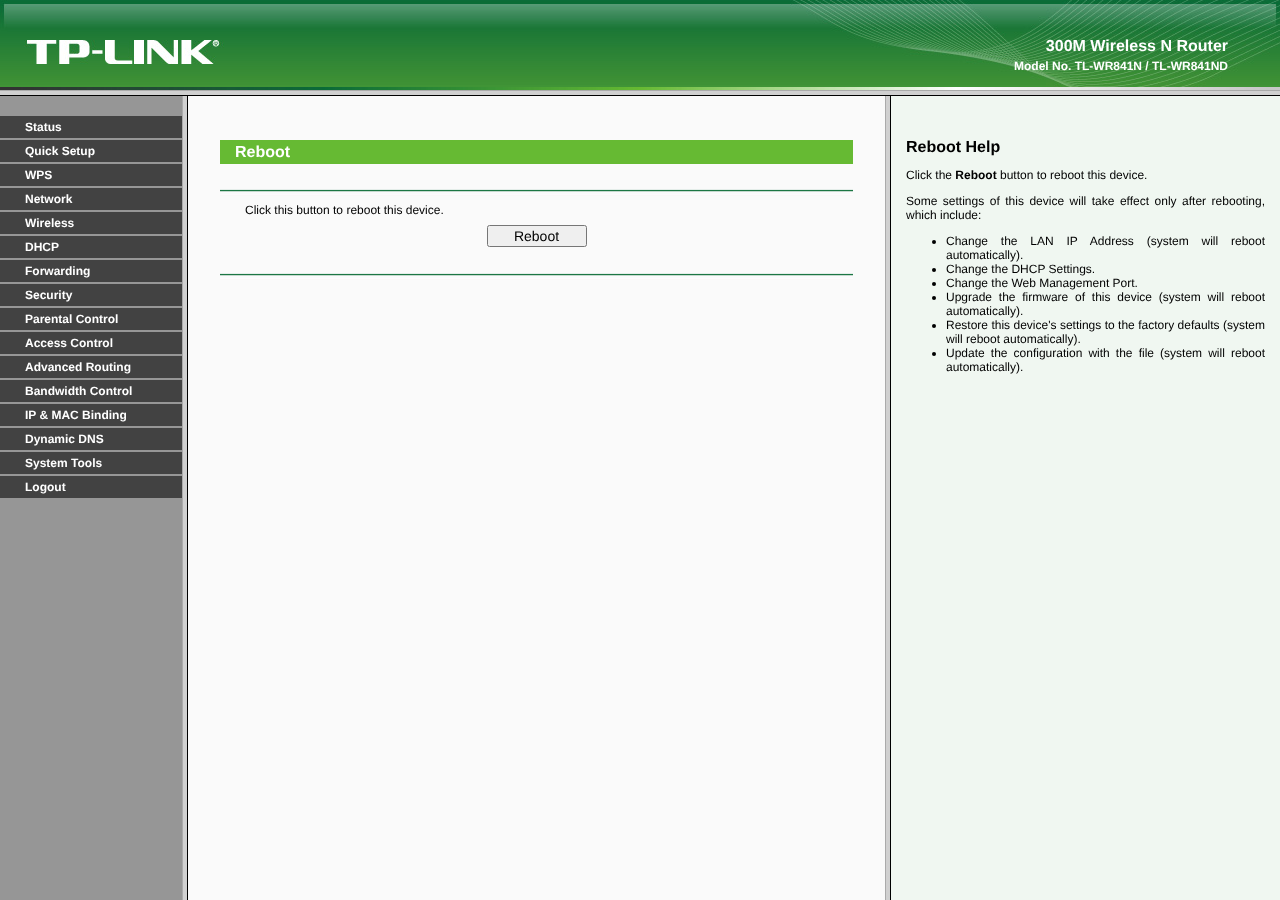 TP-LINK®
300M Wireless N Router
Model No. TL-WR841N / TL-WR841ND
Status
Quick Setup
WPS
Network
Wireless
DHCP
Forwarding
Security
Parental Control
Access Control
Advanced Routing
Bandwidth Control
IP & MAC Binding
Dynamic DNS
System Tools
Logout
Reboot
Click this button to reboot this device.
Reboot
Reboot Help
Click the Reboot button to reboot this device.
Some settings of this device will take effect only after rebooting,
which include:
• Change the LAN IP Address (system will reboot
automatically).
• Change the DHCP Settings.
• Change the Web Management Port.
• Upgrade the firmware of this device (system will reboot
automatically).
• Restore this device's settings to the factory defaults (system
will reboot automatically).
• Update the configuration with the file (system will reboot
automatically).